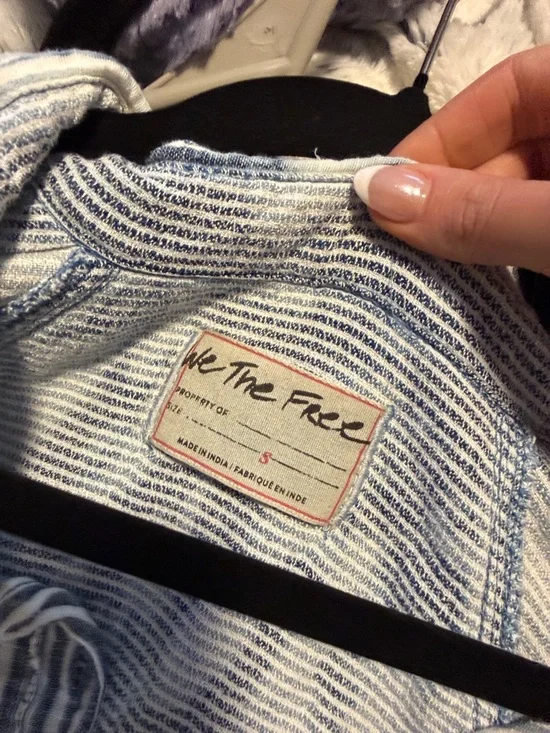 We The Free
PROPERTY OF
SIZE
S
MADE IN INDIA / FABRIQUÉ EN INDE